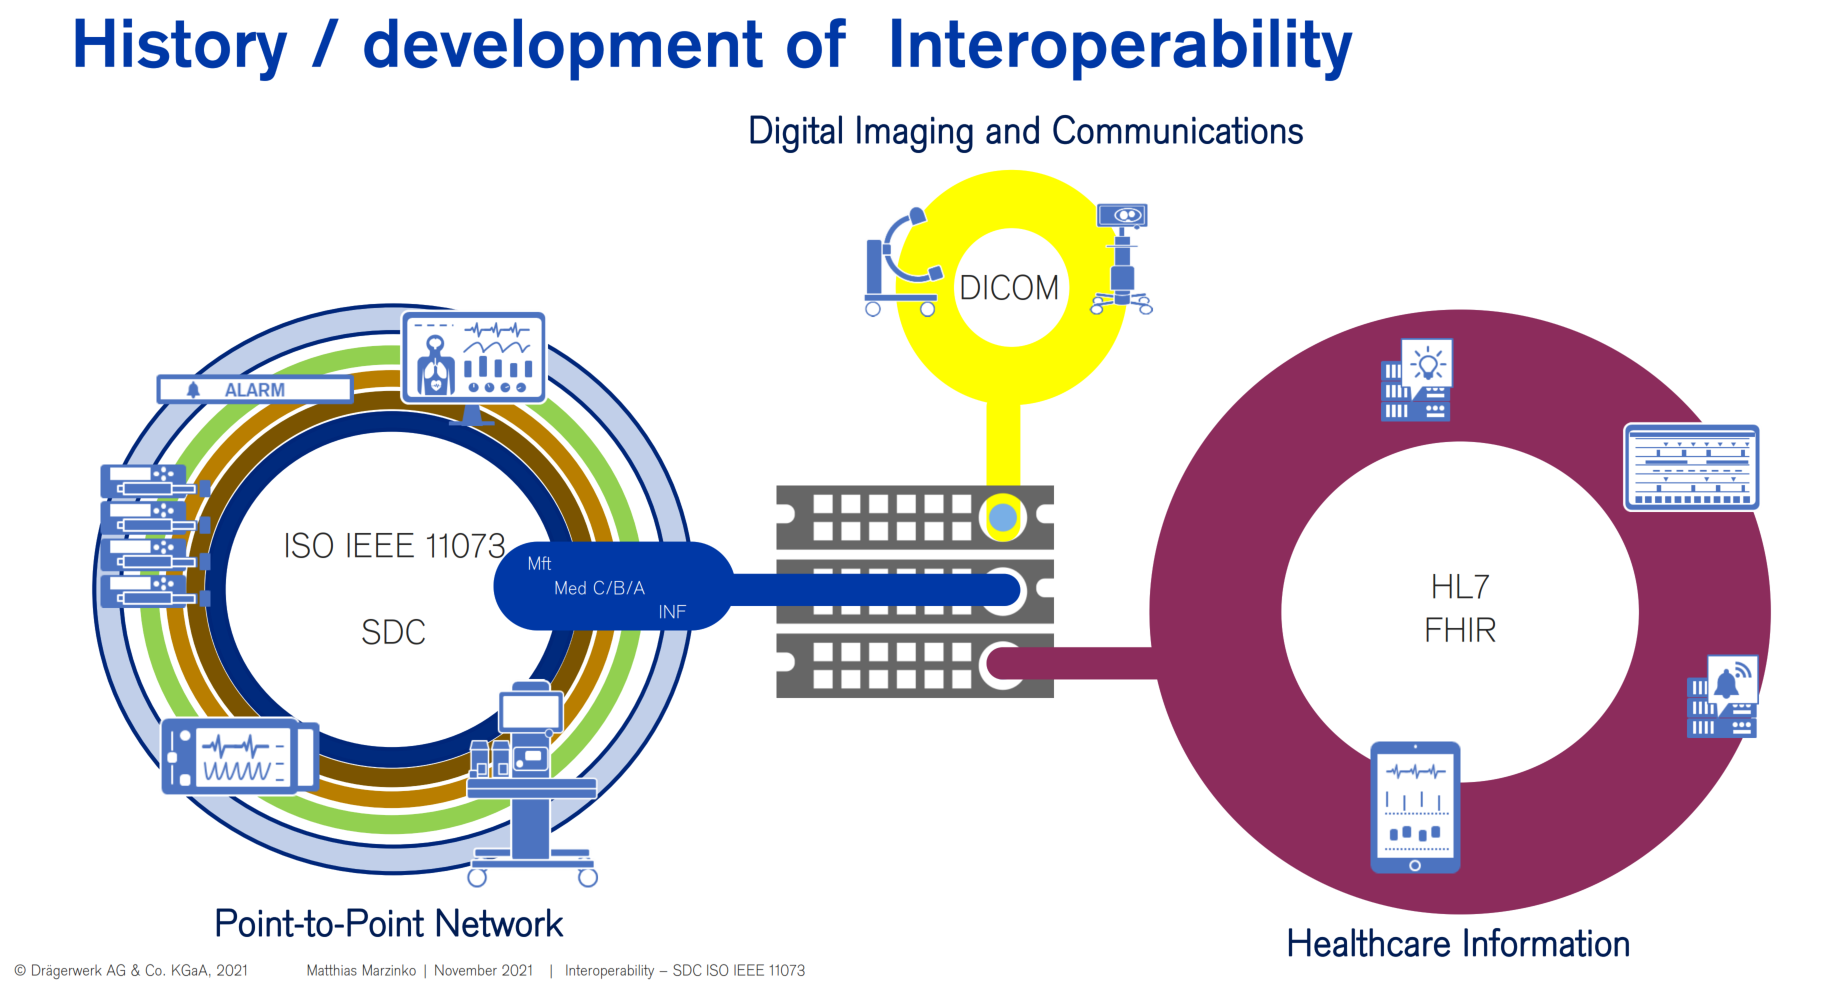 History / development of Interoperability
Digital Imaging and Communications
DICOM
ALARM
ISO IEEE 11073
SDC
Mft
Med C/B/A
INF
HL7
FHIR
Point-to-Point Network
Healthcare Information
© Drägerwerk AG & Co. KGaA, 2021 Matthias Marzinko | November 2021 | Interoperability – SDC ISO IEEE 11073